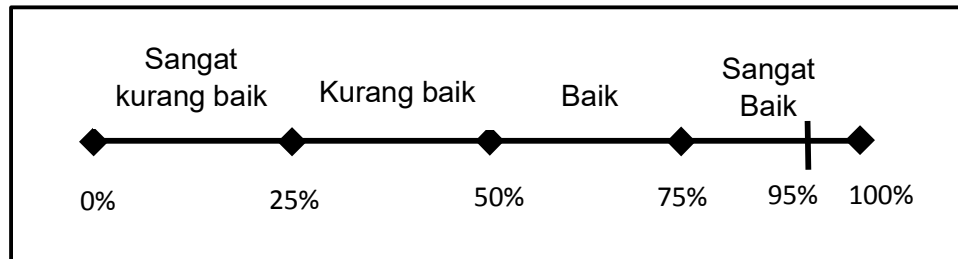 Sangat
kurang baik
Kurang baik
Baik
Sangat
Baik
0%
25%
50%
75%
95%
100%